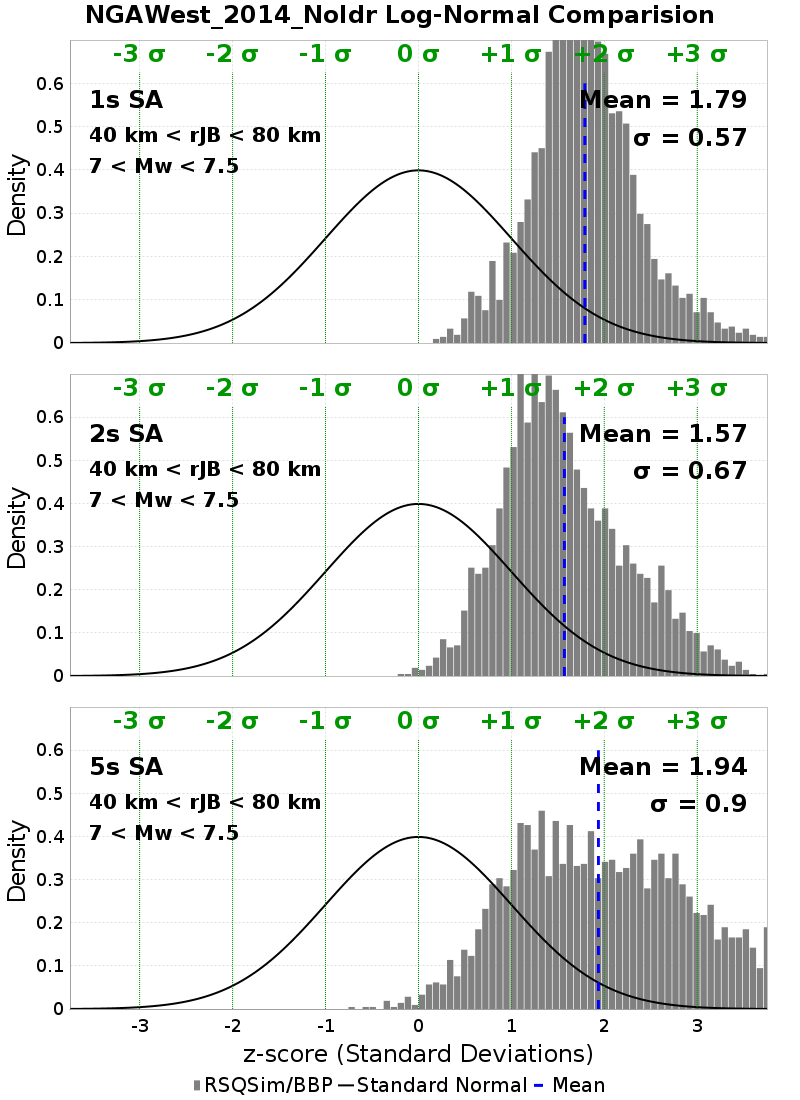 NGAWest_2014_NoIdr Log-Normal Comparision
-3 σ -2 σ -1 σ 0 σ +1 σ +2 σ +3 σ
0.6
1s SA Mean = 1.79
0.5
40 km < rJB < 80 km σ = 0.57
0.4
7 < Mw < 7.5
Density
0.3
0.2
0.1
0
-3 σ -2 σ -1 σ 0 σ +1 σ +2 σ +3 σ
0.6
2s SA Mean = 1.57
0.5
40 km < rJB < 80 km σ = 0.67
0.4
7 < Mw < 7.5
Density
0.3
0.2
0.1
0
-3 σ -2 σ -1 σ 0 σ +1 σ +2 σ +3 σ
0.6
5s SA Mean = 1.94
0.5
40 km < rJB < 80 km σ = 0.9
0.4
7 < Mw < 7.5
Density
0.3
0.2
0.1
0
-3 -2 -1 0 1 2 3
z-score (Standard Deviations)
RSQSim/BBP Standard Normal Mean